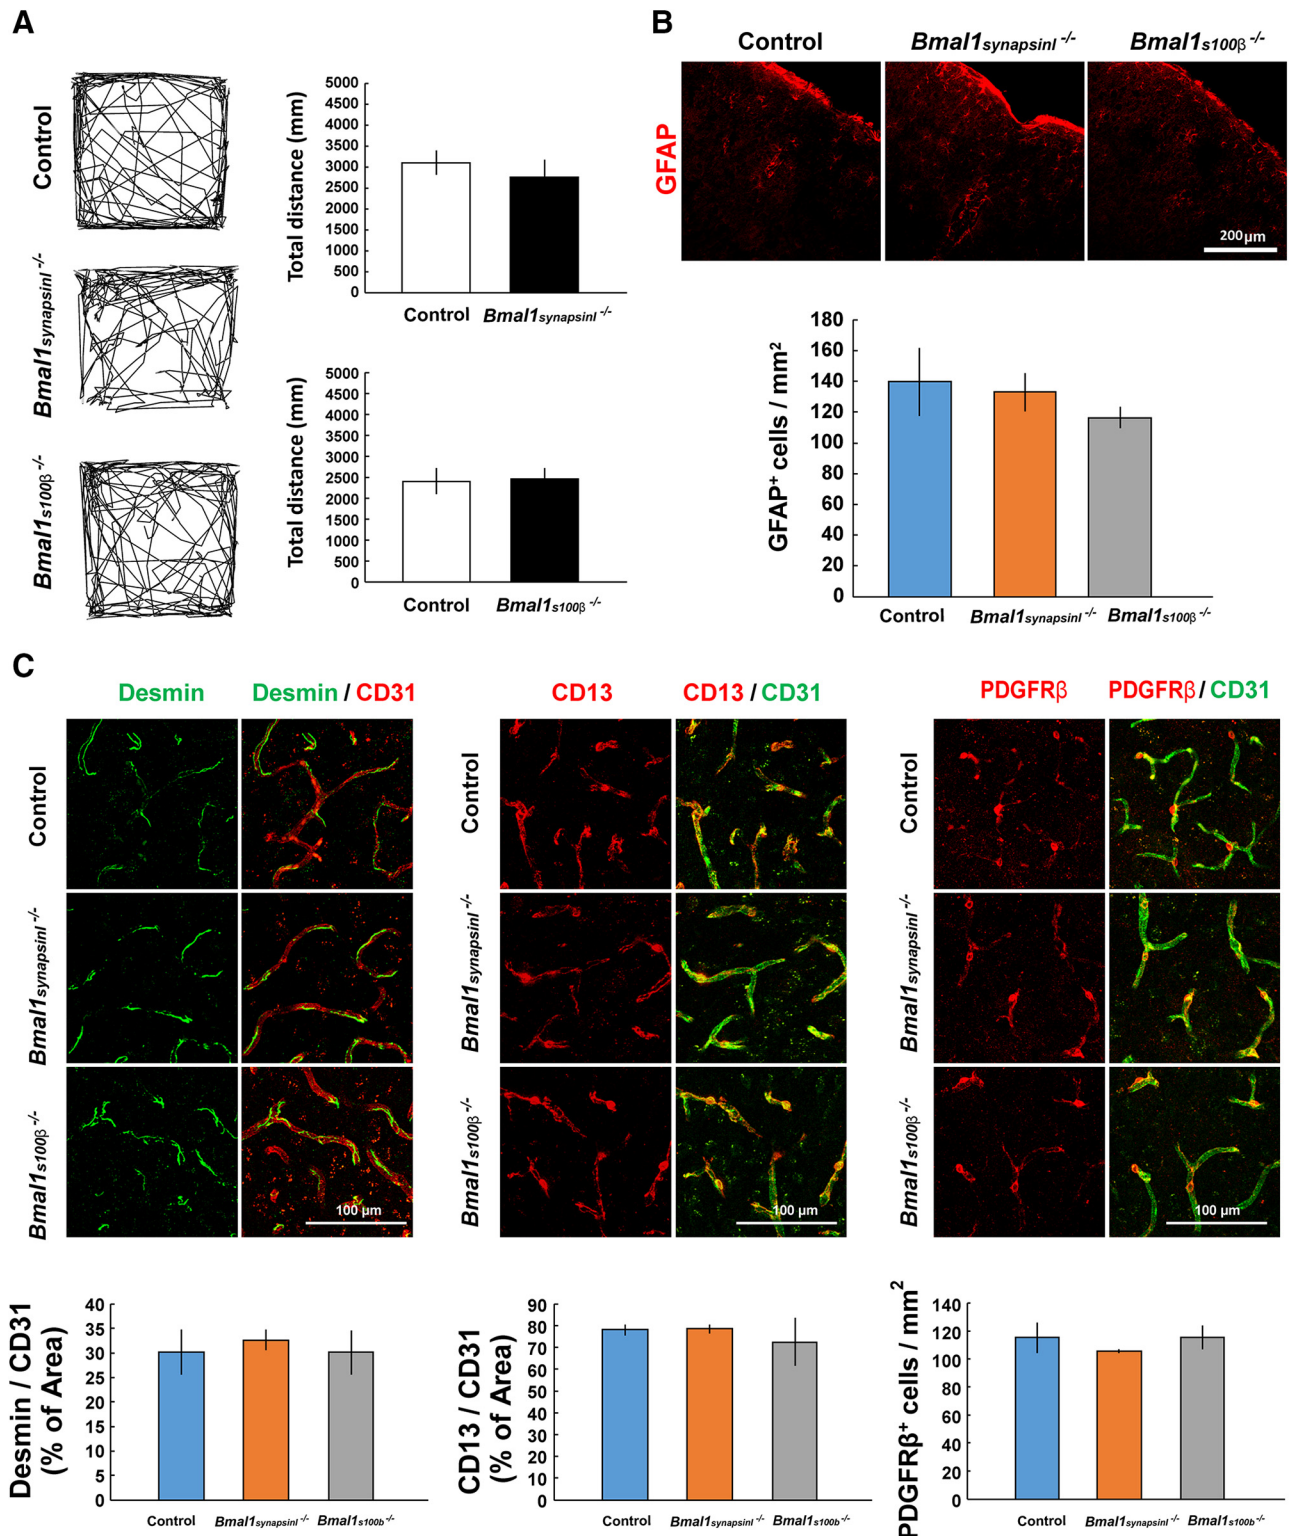 A
Control
Bmal1synapsinI -/-
Bmal1s100β -/-
Total distance (mm)
5000
4500
4000
3500
3000
2500
2000
1500
1000
500
0
Control Bmal1synapsinI -/-
Total distance (mm)
5000
4500
4000
3500
3000
2500
2000
1500
1000
500
0
Control Bmal1s100β -/-
B
Control Bmal1synapsinI -/- Bmal1s100β -/-
GFAP
200 µm
GFAP+ cells / mm2
180
160
140
120
100
80
60
40
20
0
Control Bmal1synapsinI -/- Bmal1s100β -/-
C
Desmin Desmin / CD31
Control
Bmal1synapsinI -/-
Bmal1s100β -/-
100 µm
CD13 CD13 / CD31
Control
Bmal1synapsinI -/-
Bmal1s100β -/-
100 µm
PDGFRβ PDGFRβ / CD31
Control
Bmal1synapsinI -/-
Bmal1s100β -/-
100 µm
Desmin / CD31
(% of Area)
40
35
30
25
20
15
10
5
0
Control Bmal1synapsinI -/- Bmal1s100b -/-
CD13 / CD31
(% of Area)
90
80
70
60
50
40
30
20
10
0
Control Bmal1synapsinI -/- Bmal1s100b -/-
PDGFRβ+ cells / mm2
140
120
100
80
60
40
20
0
Control Bmal1synapsinI -/- Bmal1s100b -/-